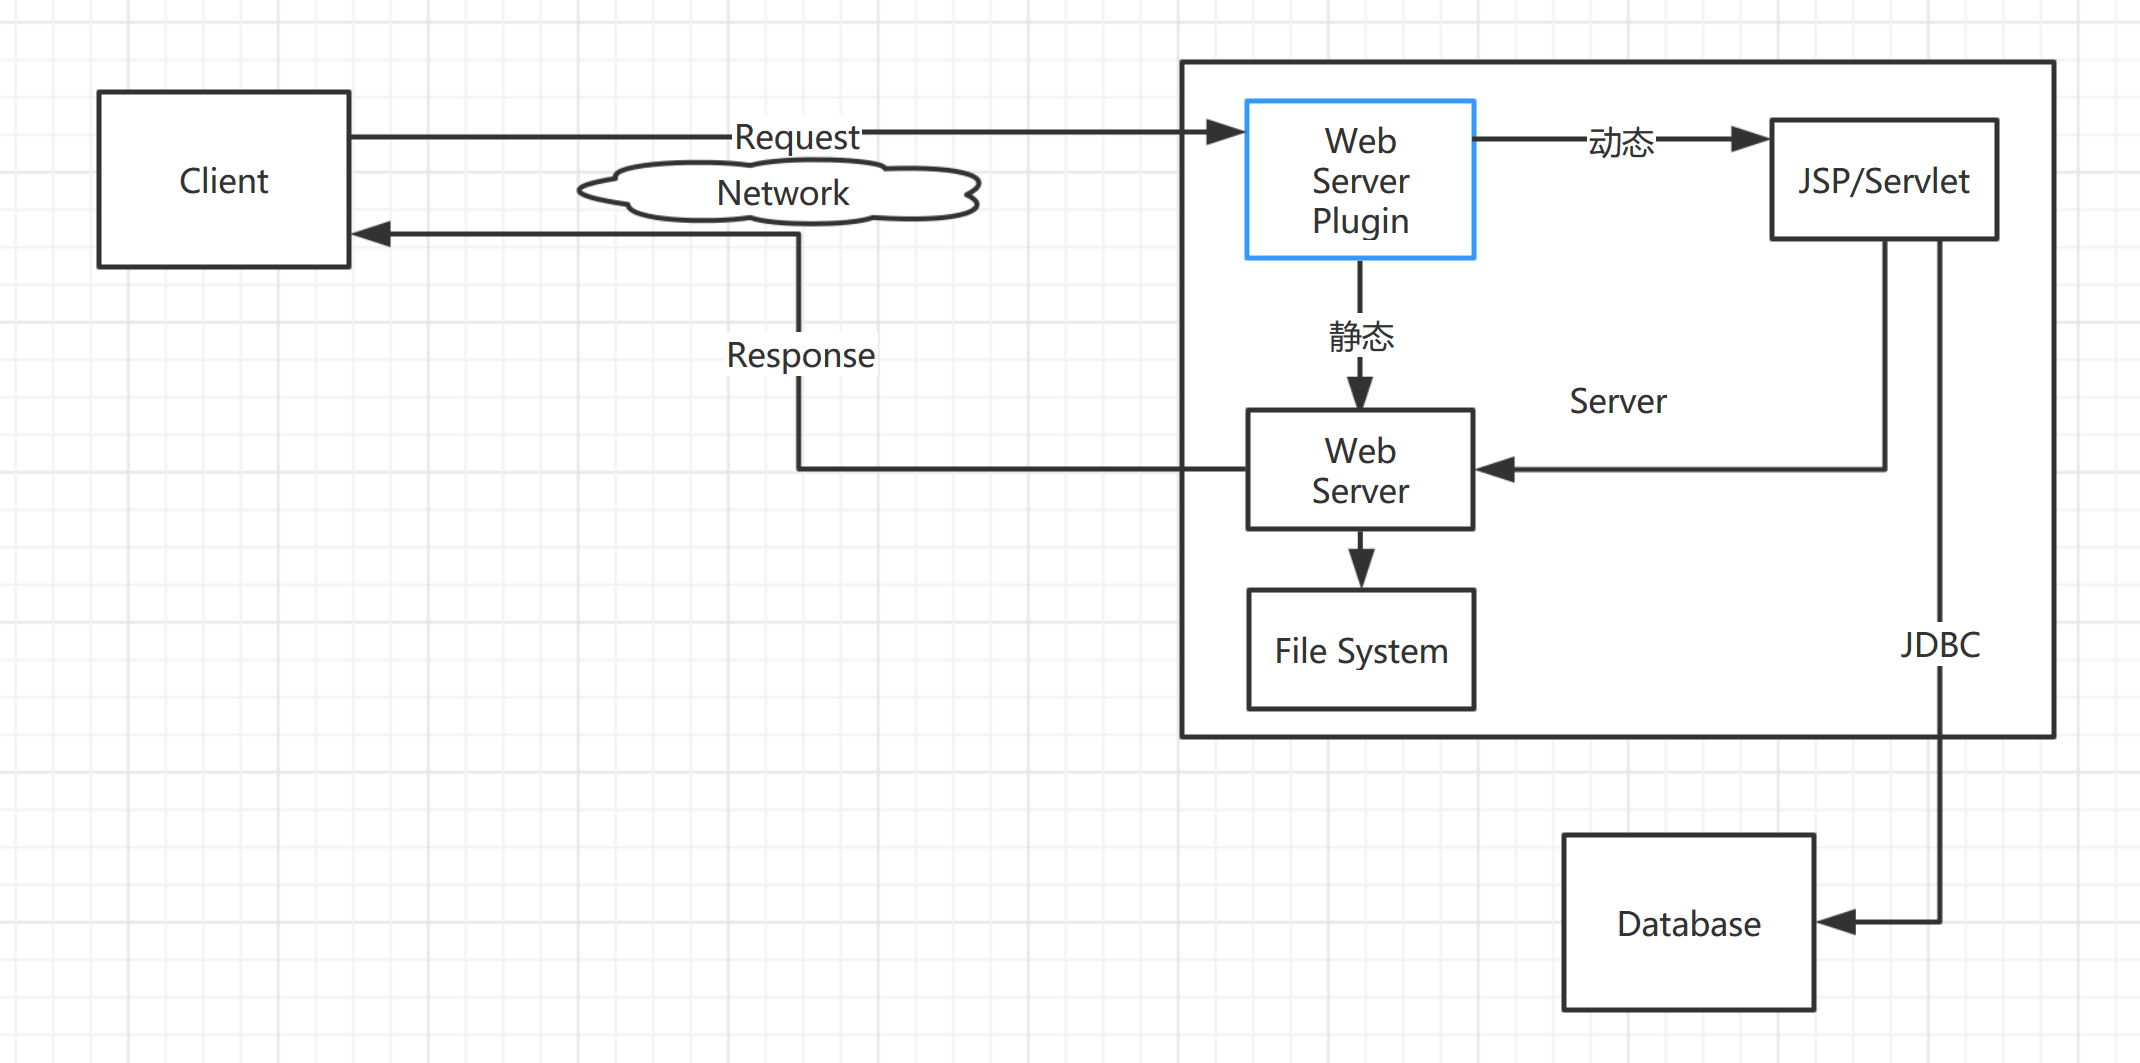 Client
Request
Network
Response
Web
Server
Plugin
动态
JSP/Servlet
静态
Server
Web
Server
File System
JDBC
Database